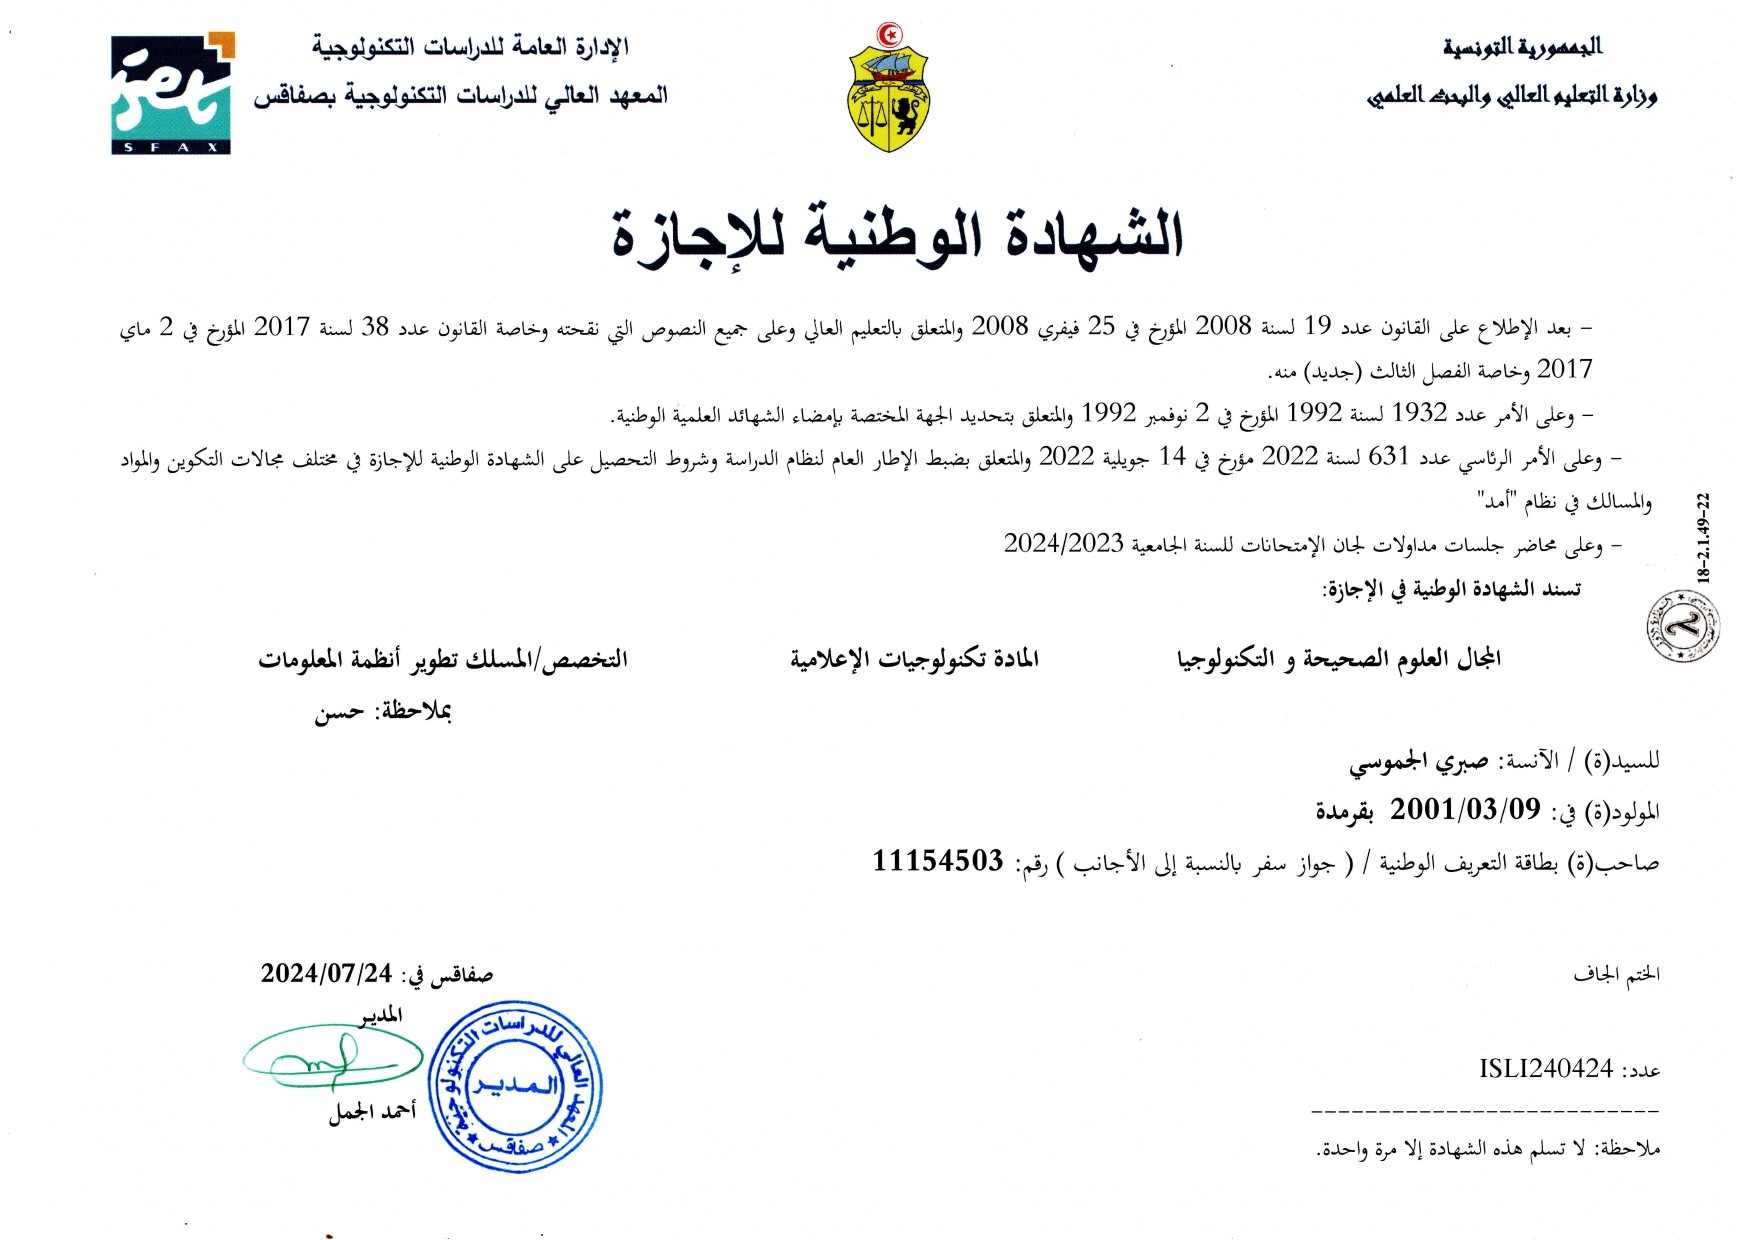 الجمهورية التونسية
وزارة التعليم العالي والبحث العلمي
الإدارة العامة للدراسات التكنولوجية
المعهد العالي للدراسات التكنولوجية بصفاقس
iset
SFAX
الشهادة الوطنية للإجازة
– بعد الإطلاع على القانون عدد 19 لسنة 2008 المؤرخ في 25 فيفري 2008 والمتعلق بالتعليم العالي وعلى جميع النصوص التي نقحته وخاصة القانون عدد 38 لسنة 2017 المؤرخ في 2 ماي
2017 وخاصة الفصل الثالث (جديد) منه.
– وعلى الأمر عدد 1932 لسنة 1992 المؤرخ في 2 نوفمبر 1992 والمتعلق بتحديد الجهة المختصة بإمضاء الشهائد العلمية الوطنية.
– وعلى الأمر الرئاسي عدد 631 لسنة 2022 مؤرخ في 14 جويلية 2022 والمتعلق بضبط الإطار العام لنظام الدراسة وشروط التحصيل على الشهادة الوطنية للإجازة في مختلف مجالات التكوين والمواد
والمسالك في نظام "أمد"
– وعلى محاضر جلسات مداولات لجان الإمتحانات للسنة الجامعية 2024/2023
تسند الشهادة الوطنية في الإجازة:
18-2.1.49-22
المجال العلوم الصحيحة و التكنولوجيا المادة تكنولوجيات الإعلامية التخصص/المسلك تطوير أنظمة المعلومات
بملاحظة: حسن
للسيد(ة) / الآنسة: صبري الجموسي
المولود(ة) في: 2001/03/09 بقرمدة
صاحب(ة) بطاقة التعريف الوطنية / ( جواز سفر بالنسبة إلى الأجانب ) رقم: 11154503
صفاقس في: 2024/07/24
المدير
المعهد العالي للدراسات التكنولوجية
المدير
صفاقس
أحمد الجمل
الختم الجاف
عدد: ISLI240424
--------------------------
ملاحظة: لا تسلم هذه الشهادة إلا مرة واحدة.